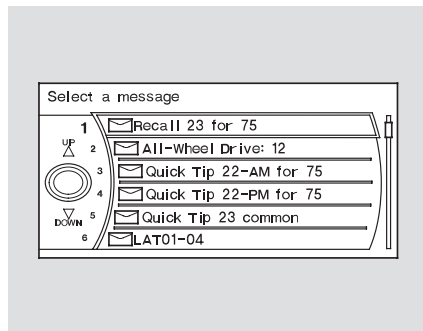 Select a message
1 Recall 23 for 75
UP
2 All-Wheel Drive: 12
3 Quick Tip 22-AM for 75
4 Quick Tip 22-PM for 75
5 Quick Tip 23 common
DOWN
6 LAT01-04